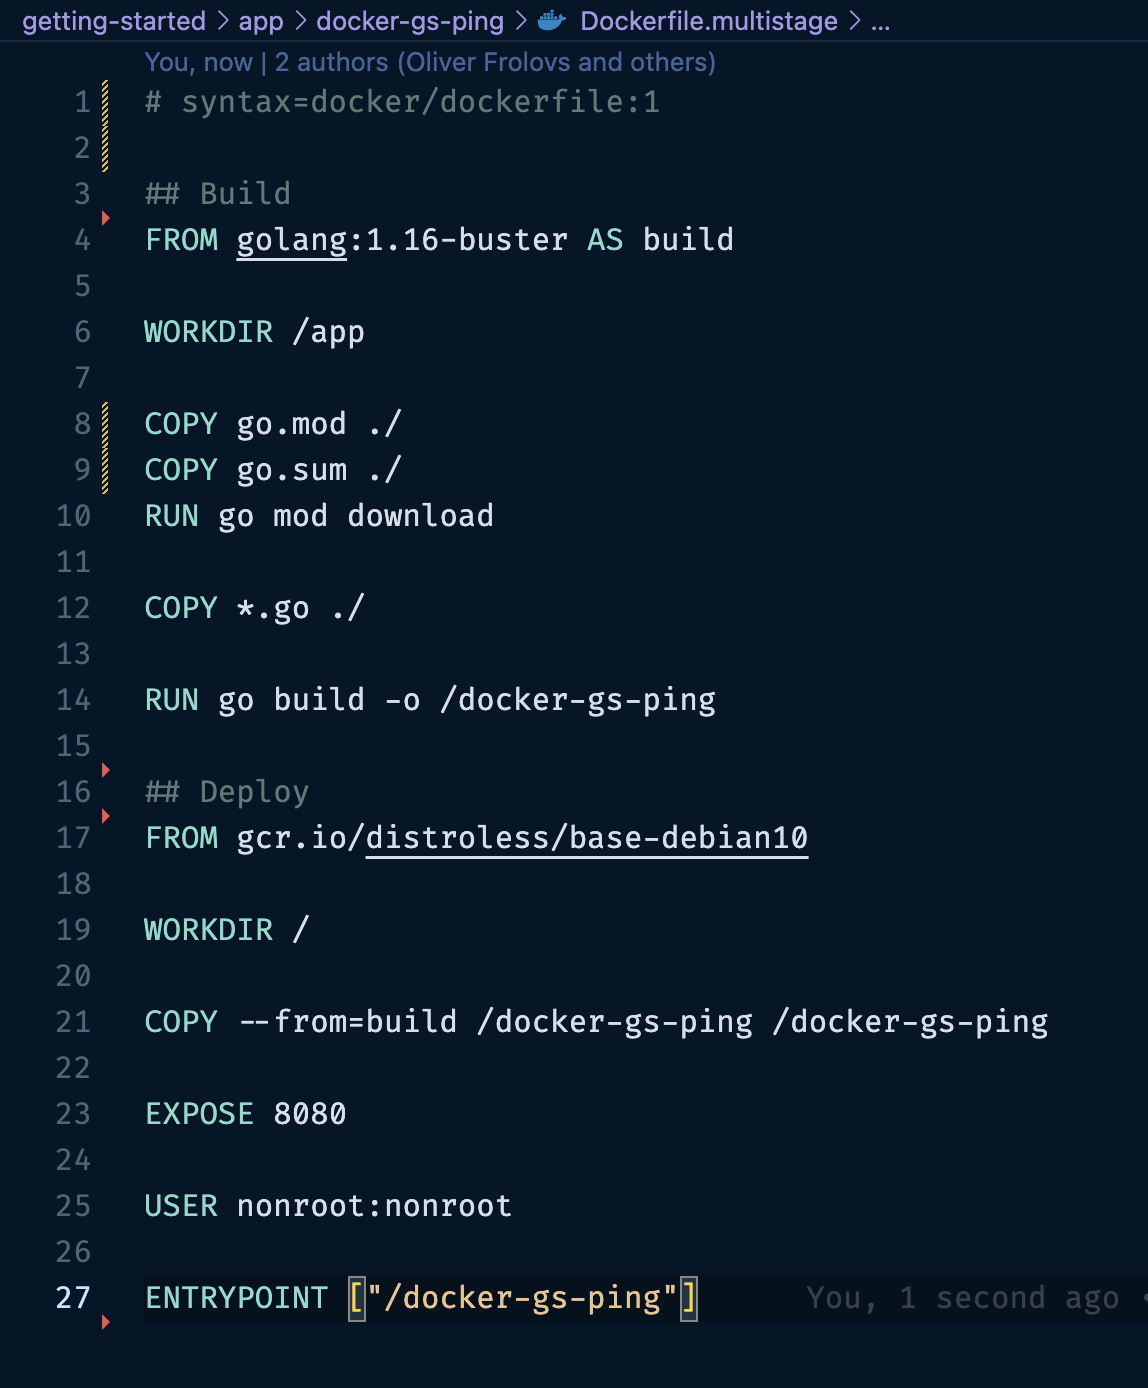 getting-started > app > docker-gs-ping > Dockerfile.multistage > ...
You, now | 2 authors (Oliver Frolovs and others)
1 # syntax=docker/dockerfile:1
2
3 ## Build
4 FROM golang:1.16-buster AS build
5
6 WORKDIR /app
7
8 COPY go.mod ./
9 COPY go.sum ./
10 RUN go mod download
11
12 COPY *.go ./
13
14 RUN go build -o /docker-gs-ping
15
16 ## Deploy
17 FROM gcr.io/distroless/base-debian10
18
19 WORKDIR /
20
21 COPY --from=build /docker-gs-ping /docker-gs-ping
22
23 EXPOSE 8080
24
25 USER nonroot:nonroot
26
27 ENTRYPOINT ["/docker-gs-ping"] You, 1 second ago •